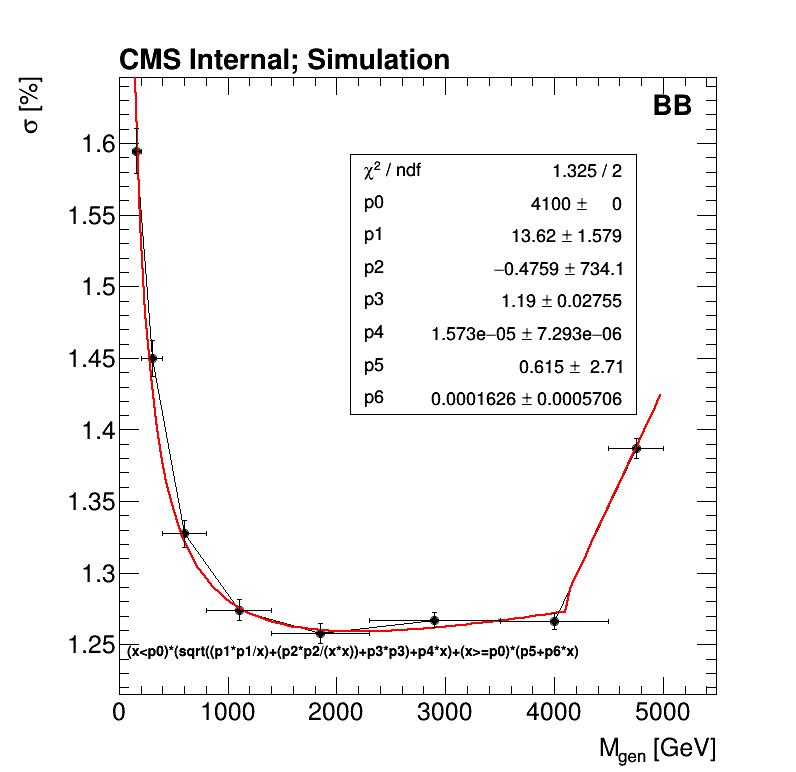 CMS Internal; Simulation
σ [%]
BB
χ² / ndf 1.325 / 2
p0 4100 ± 0
p1 13.62 ± 1.579
p2 −0.4759 ± 734.1
p3 1.19 ± 0.02755
p4 1.573e−05 ± 7.293e−06
p5 0.615 ± 2.71
p6 0.0001626 ± 0.0005706
1.6
1.55
1.5
1.45
1.4
1.35
1.3
1.25
(x<p0)*(sqrt((p1*p1/x)+(p2*p2/(x*x))+p3*p3)+p4*x)+(x>=p0)*(p5+p6*x)
0 1000 2000 3000 4000 5000
M_gen [GeV]